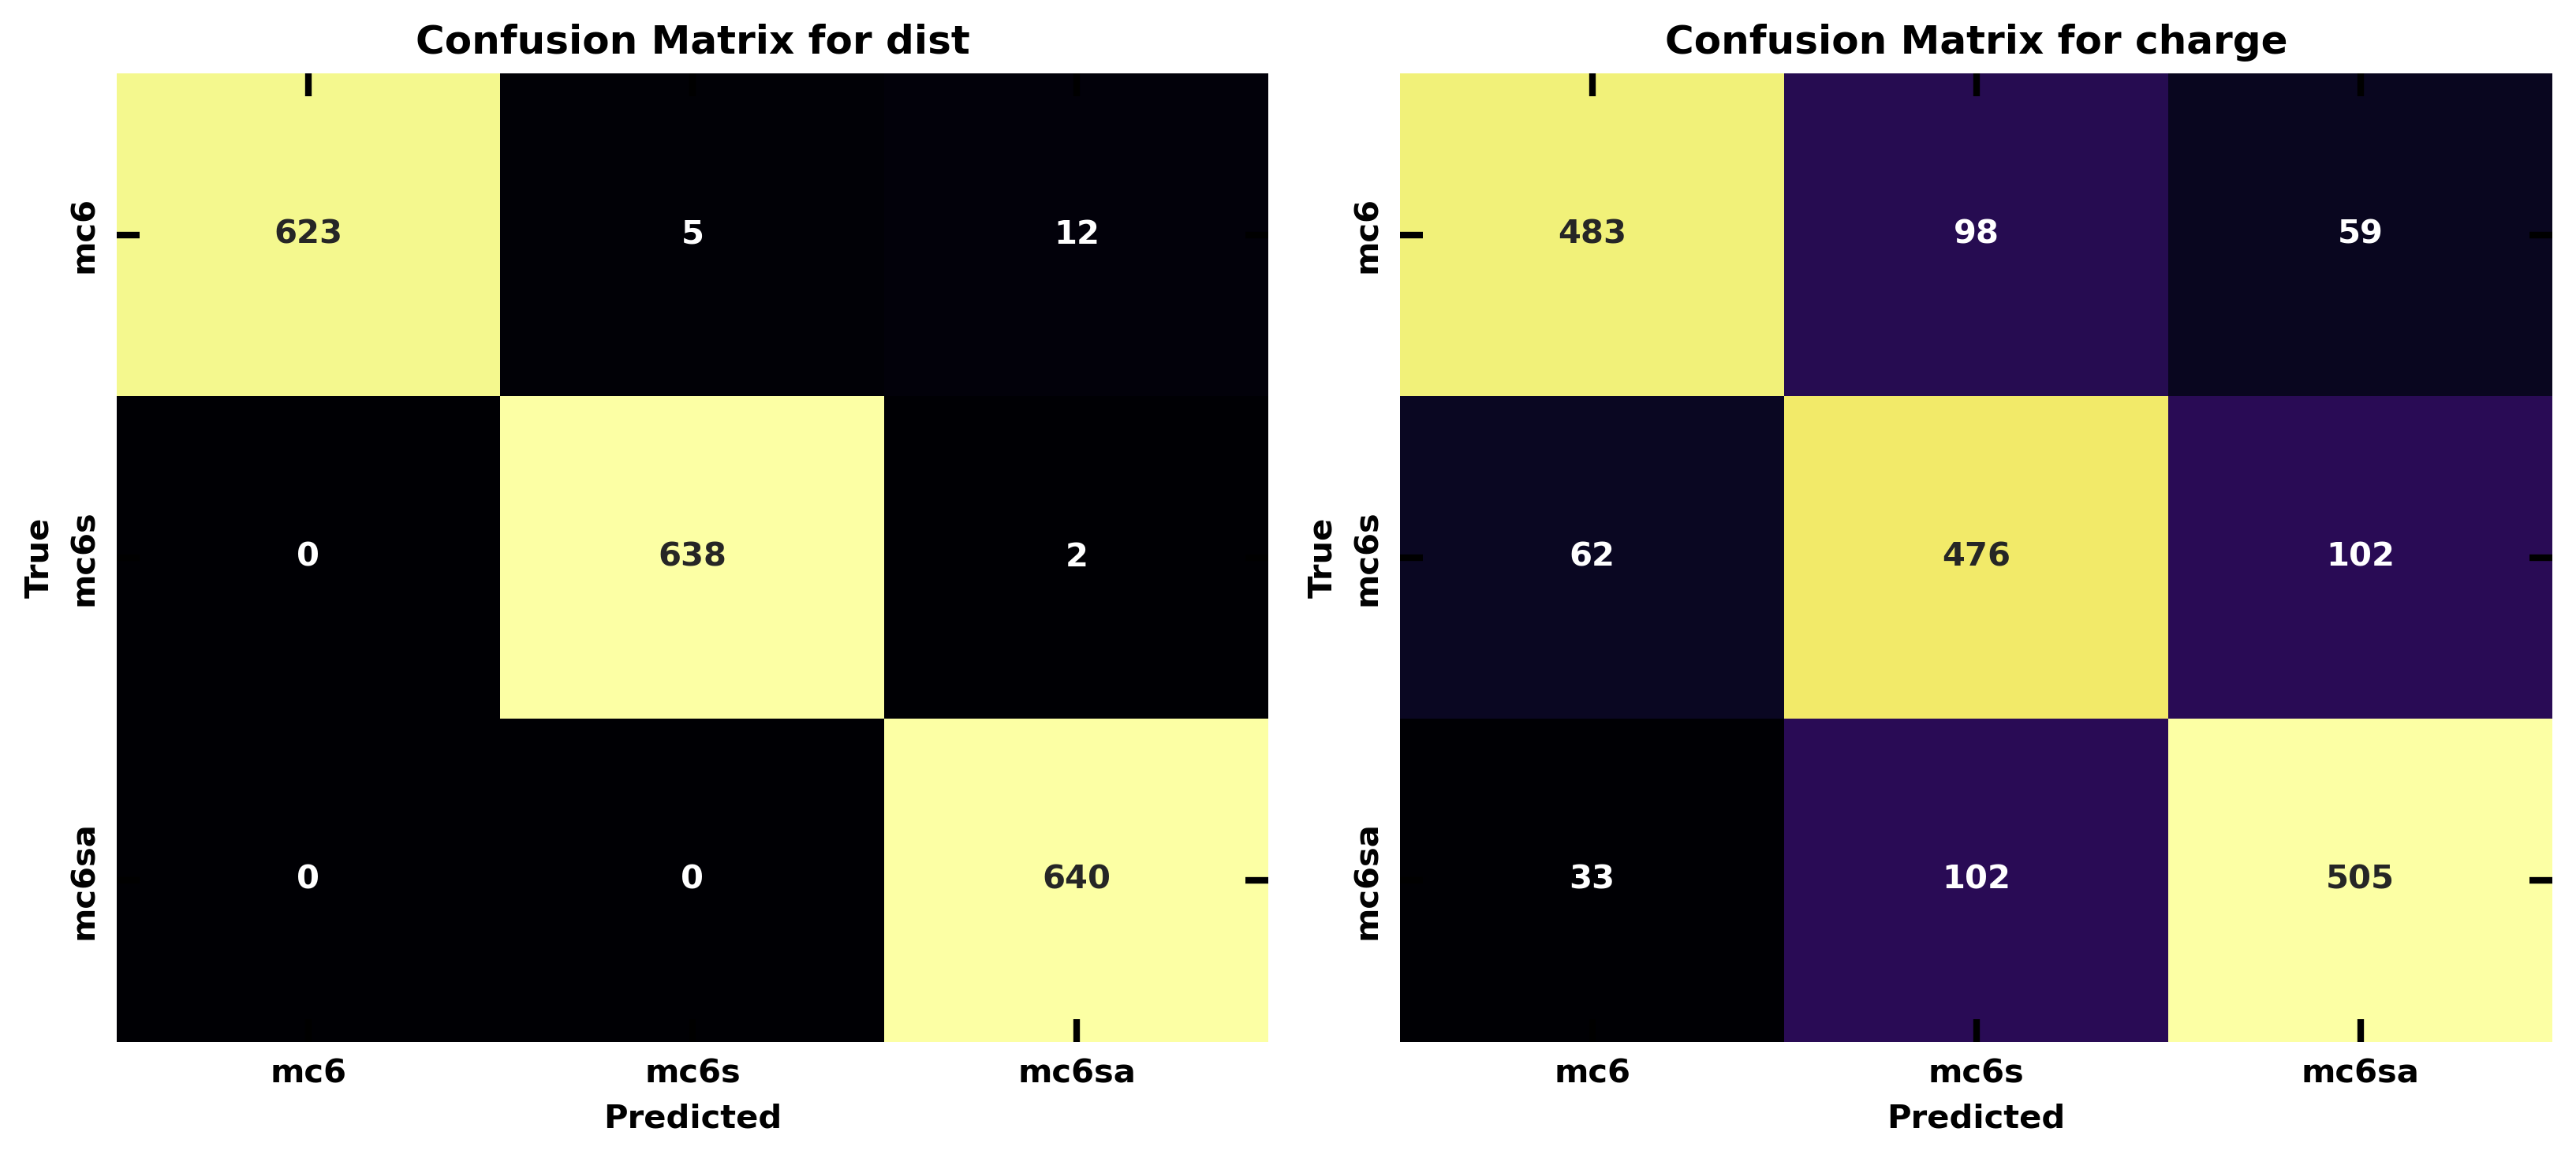 Confusion Matrix for dist
True
mc6
623 5 12
mc6s
0 638 2
mc6sa
0 0 640
mc6 mc6s mc6sa
Predicted
Confusion Matrix for charge
True
mc6
483 98 59
mc6s
62 476 102
mc6sa
33 102 505
mc6 mc6s mc6sa
Predicted